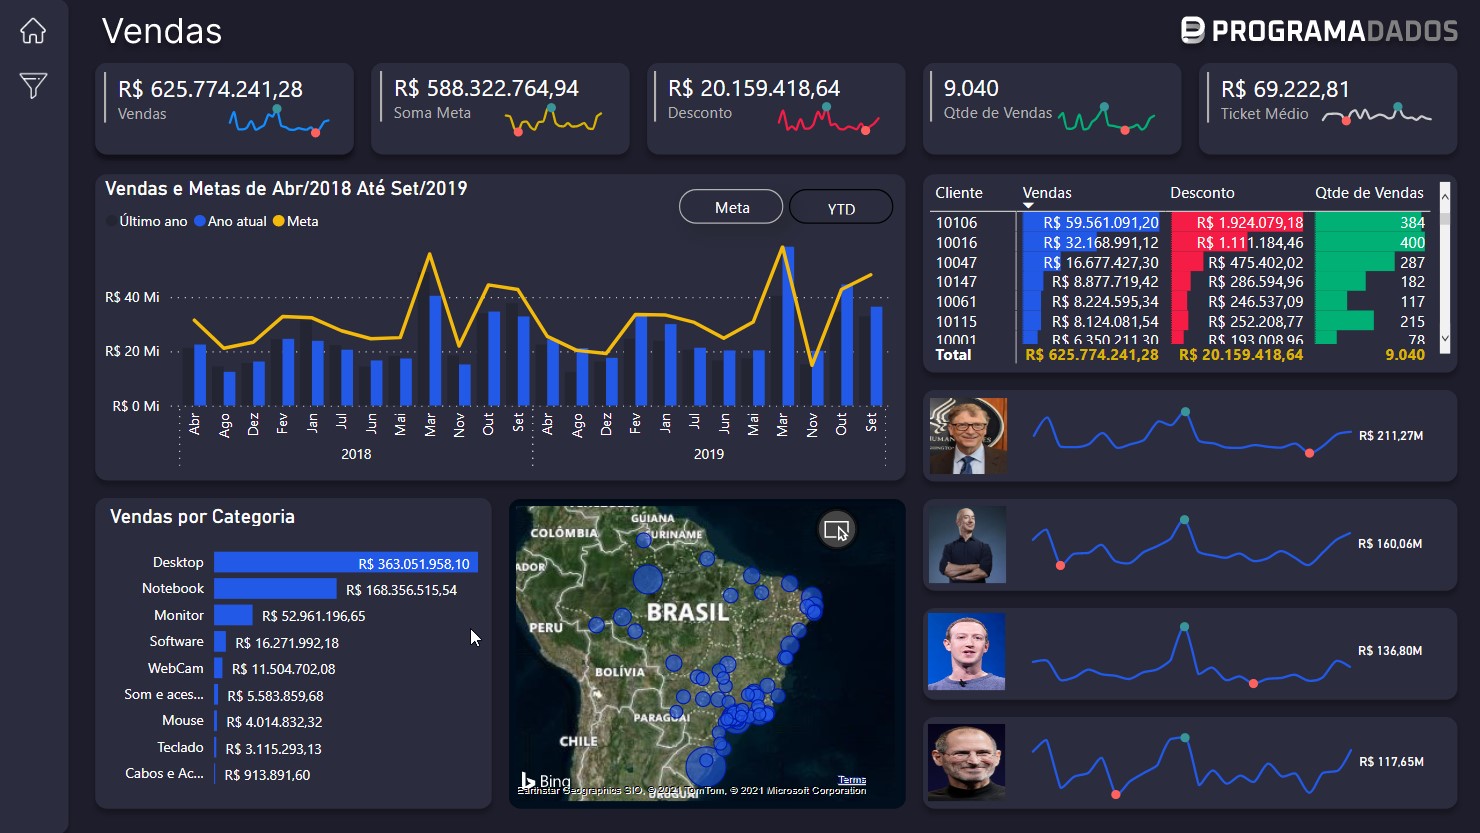 Vendas
PROGRAMADADOS
R$ 625.774.241,28
Vendas
R$ 588.322.764,94
Soma Meta
R$ 20.159.418,64
Desconto
9.040
Qtde de Vendas
R$ 69.222,81
Ticket Médio
Vendas e Metas de Abr/2018 Até Set/2019
Meta
YTD
Último ano Ano atual Meta
R$ 40 Mi
R$ 20 Mi
R$ 0 Mi
Abr Ago Dez Fev Jan Jul Jun Mai Mar Nov Out Set Abr Ago Dez Fev Jan Jul Jun Mai Mar Nov Out Set
2018 2019
Cliente Vendas Desconto Qtde de Vendas
10106 R$ 59.561.091,20 R$ 1.924.079,18 384
10016 R$ 32.168.991,12 R$ 1.111.184,46 400
10047 R$ 16.677.427,30 R$ 475.402,02 287
10147 R$ 8.877.719,42 R$ 286.594,96 182
10061 R$ 8.224.595,34 R$ 246.537,09 117
10115 R$ 8.124.081,54 R$ 252.208,77 215
10001 R$ 6.350.211,30 R$ 193.008,96 78
Total R$ 625.774.241,28 R$ 20.159.418,64 9.040
R$ 211,27M
R$ 160,06M
R$ 136,80M
R$ 117,65M
Vendas por Categoria
Desktop R$ 363.051.958,10
Notebook R$ 168.356.515,54
Monitor R$ 52.961.196,65
Software R$ 16.271.992,18
WebCam R$ 11.504.702,08
Som e aces... R$ 5.583.859,68
Mouse R$ 4.014.832,32
Teclado R$ 3.115.293,13
Cabos e Ac... R$ 913.891,60
GUIANA
COLÔMBIA
SURINAME
ADOR
BRASIL
PERU
BOLÍVIA
PARAGUAI
CHILE
Bing
Terms
Earthstar Geographics SIO, © 2021 TomTom, © 2021 Microsoft Corporation
URUGUAI